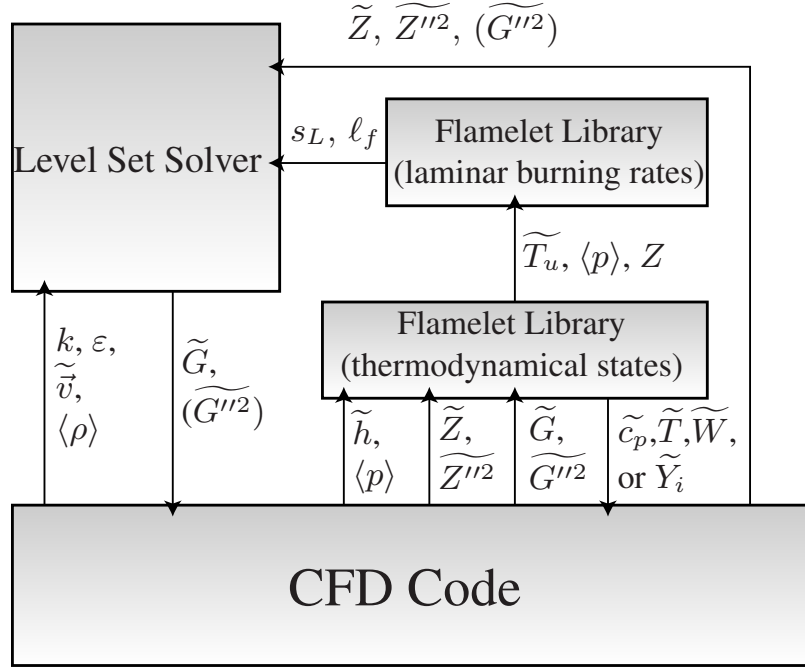 Z̃, Z̃″², (G̃″²)
Level Set Solver
s_L, ℓ_f
Flamelet Library
(laminar burning rates)
T̃_u, ⟨p⟩, Z
Flamelet Library
(thermodynamical states)
k, ε,
ṽ⃗,
⟨ρ⟩
G̃,
(G̃″²)
h̃,
⟨p⟩
Z̃,
Z̃″²
G̃,
G̃″²
c̃_p,T̃,W̃,
or Ỹ_i
CFD Code